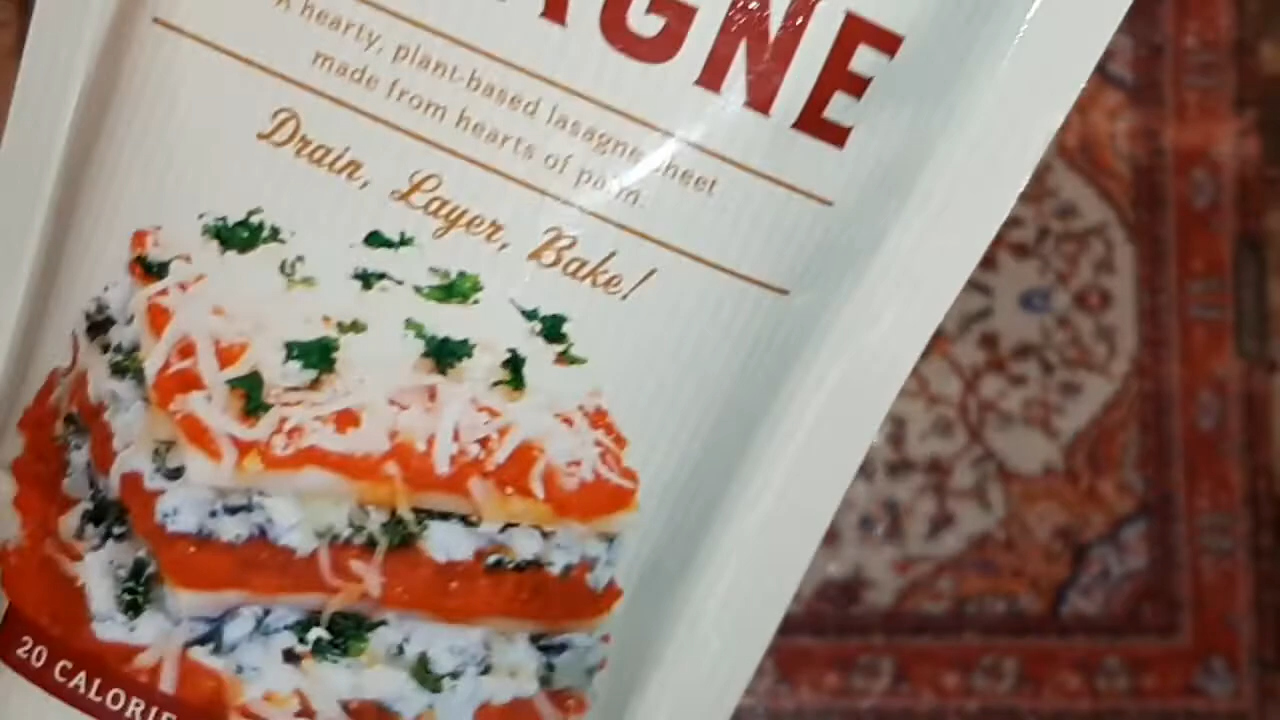 AGNE
A hearty, plant-based lasagne sheet
made from hearts of palm.
Drain, Layer, Bake!
20 CALORIE